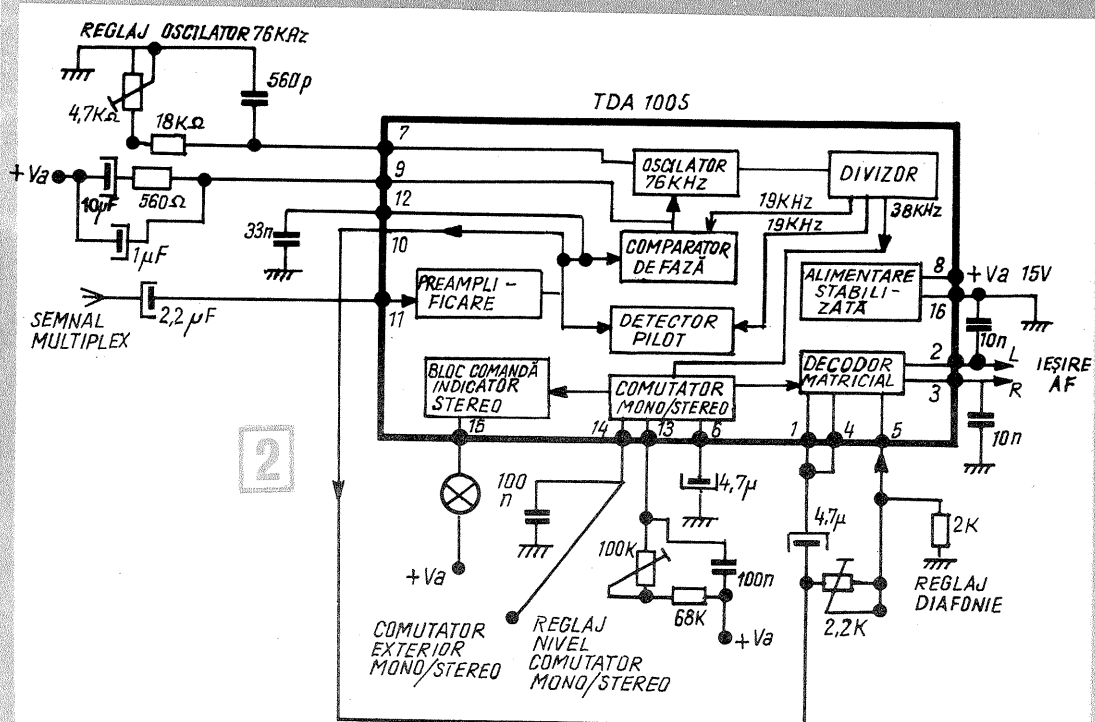 REGLAJ OSCILATOR 76KHz
560p
4,7KΩ
18KΩ
TDA 1005
7
OSCILATOR
76KHz
DIVIZOR
+Va
10µF
560Ω
9
12
10
33n
1µF
19KHz
19KHz
38KHz
COMPARATOR
DE FAZĂ
ALIMENTARE
STABILI-
ZATĂ
8
+Va 15V
16
10n
PREAMPLI-
FICARE
11
SEMNAL
MULTIPLEX
2,2µF
DETECTOR
PILOT
2
L
IEȘIRE
AF
3
R
10n
BLOC COMANDĂ
INDICATOR
STEREO
COMUTATOR
MONO/STEREO
DECODOR
MATRICIAL
15
14
13
6
1
4
5
2
100
n
4,7µ
4,7µ
2K
REGLAJ
DIAFONIE
100K
100n
68K
2,2K
+Va
+Va
COMUTATOR
EXTERIOR
MONO/STEREO
REGLAJ
NIVEL
COMUTATOR
MONO/STEREO